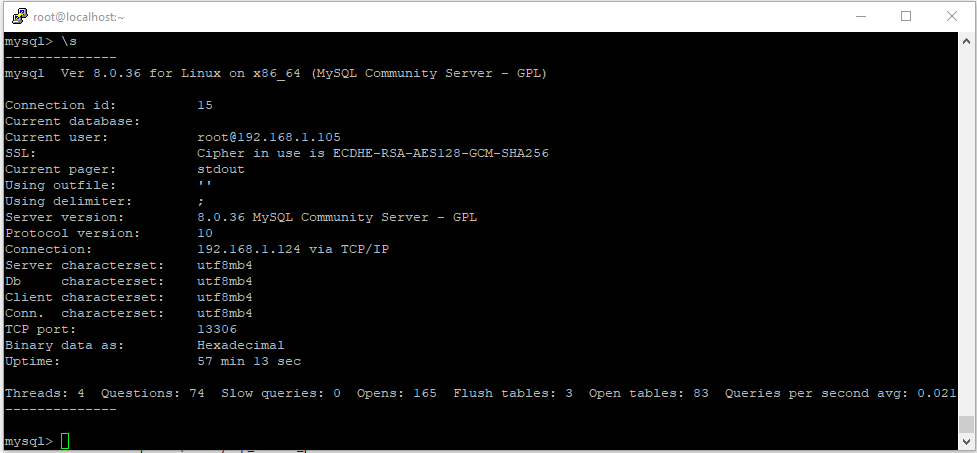 root@localhost:~
mysql> \s
--------------
mysql  Ver 8.0.36 for Linux on x86_64 (MySQL Community Server - GPL)

Connection id:          15
Current database:
Current user:           root@192.168.1.105
SSL:                    Cipher in use is ECDHE-RSA-AES128-GCM-SHA256
Current pager:          stdout
Using outfile:          ''
Using delimiter:        ;
Server version:         8.0.36 MySQL Community Server - GPL
Protocol version:       10
Connection:             192.168.1.124 via TCP/IP
Server characterset:    utf8mb4
Db     characterset:    utf8mb4
Client characterset:    utf8mb4
Conn.  characterset:    utf8mb4
TCP port:               13306
Binary data as:         Hexadecimal
Uptime:                 57 min 13 sec

Threads: 4  Questions: 74  Slow queries: 0  Opens: 165  Flush tables: 3  Open tables: 83  Queries per second avg: 0.021
--------------

mysql>